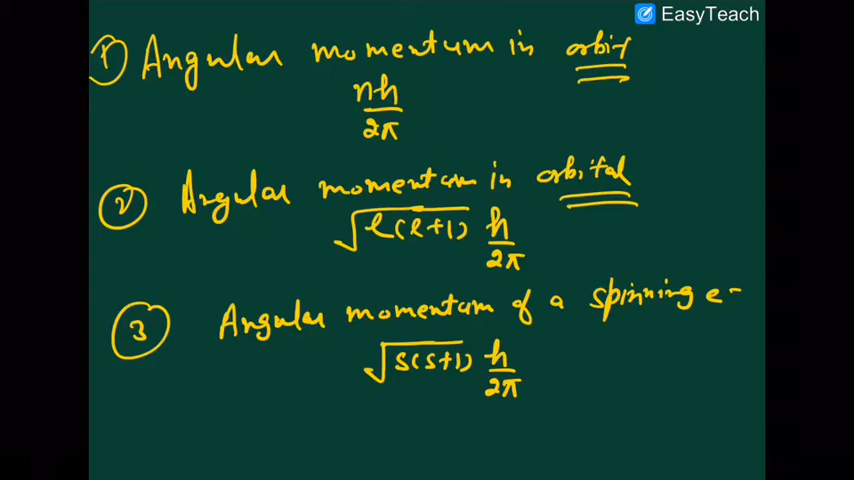 EasyTeach
① Angular momentum in orbit
nh/2π
② Angular momentum in orbital
√l(l+1) h/2π
③ Angular momentum of a spinning e-
√s(s+1) h/2π